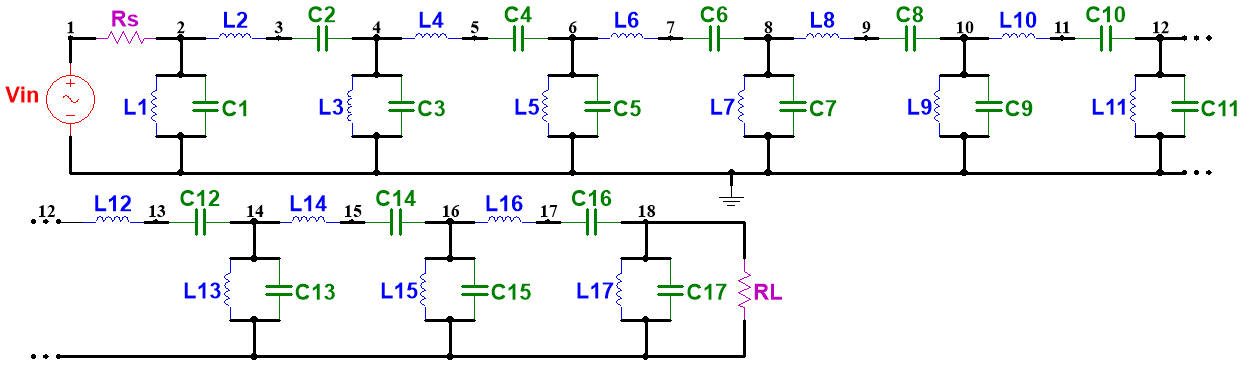 C2 C4 C6 C8 C10
Rs L2 L4 L6 L8 L10
1 2 3 4 5 6 7 8 9 10 11 12
Vin + −
L1 C1 L3 C3 L5 C5 L7 C7 L9 C9 L11 C11
C12 C14 C16
12 L12 13 14 L14 15 16 L16 17 18
L13 C13 L15 C15 L17 C17 RL